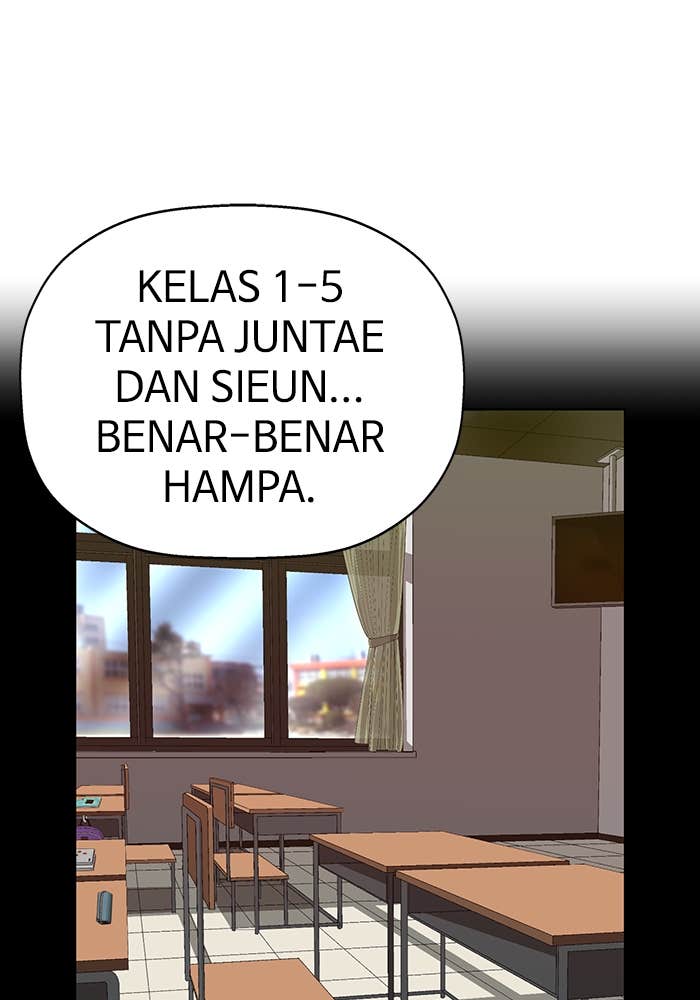 KELAS 1-5
TANPA JUNTAE
DAN SIEUN...
BENAR-BENAR
HAMPA.